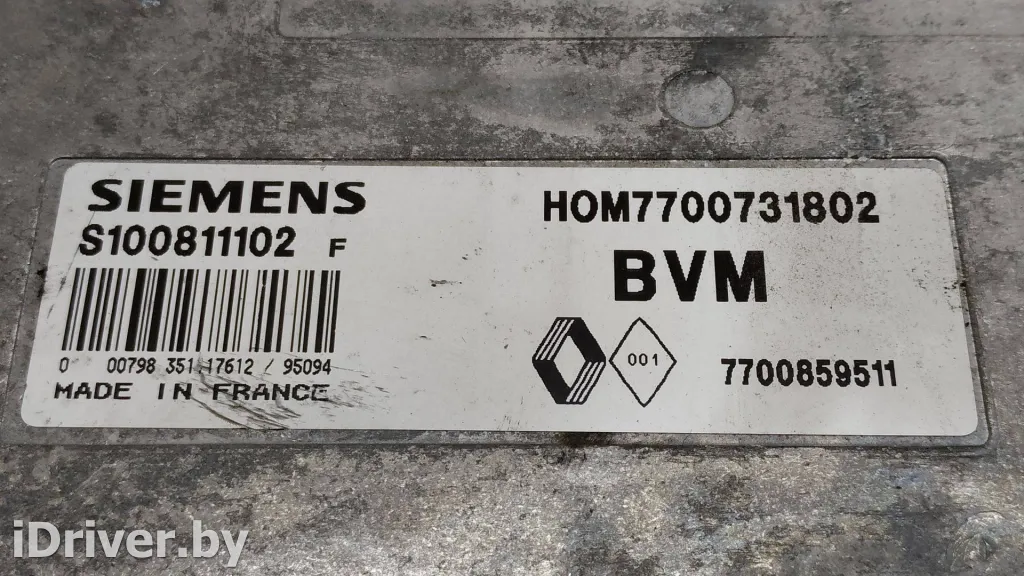 SIEMENS
S100811102 F
0 00798 351 17612 / 95094
MADE IN FRANCE
HOM7700731802
BVM
001
7700859511
iDriver.by